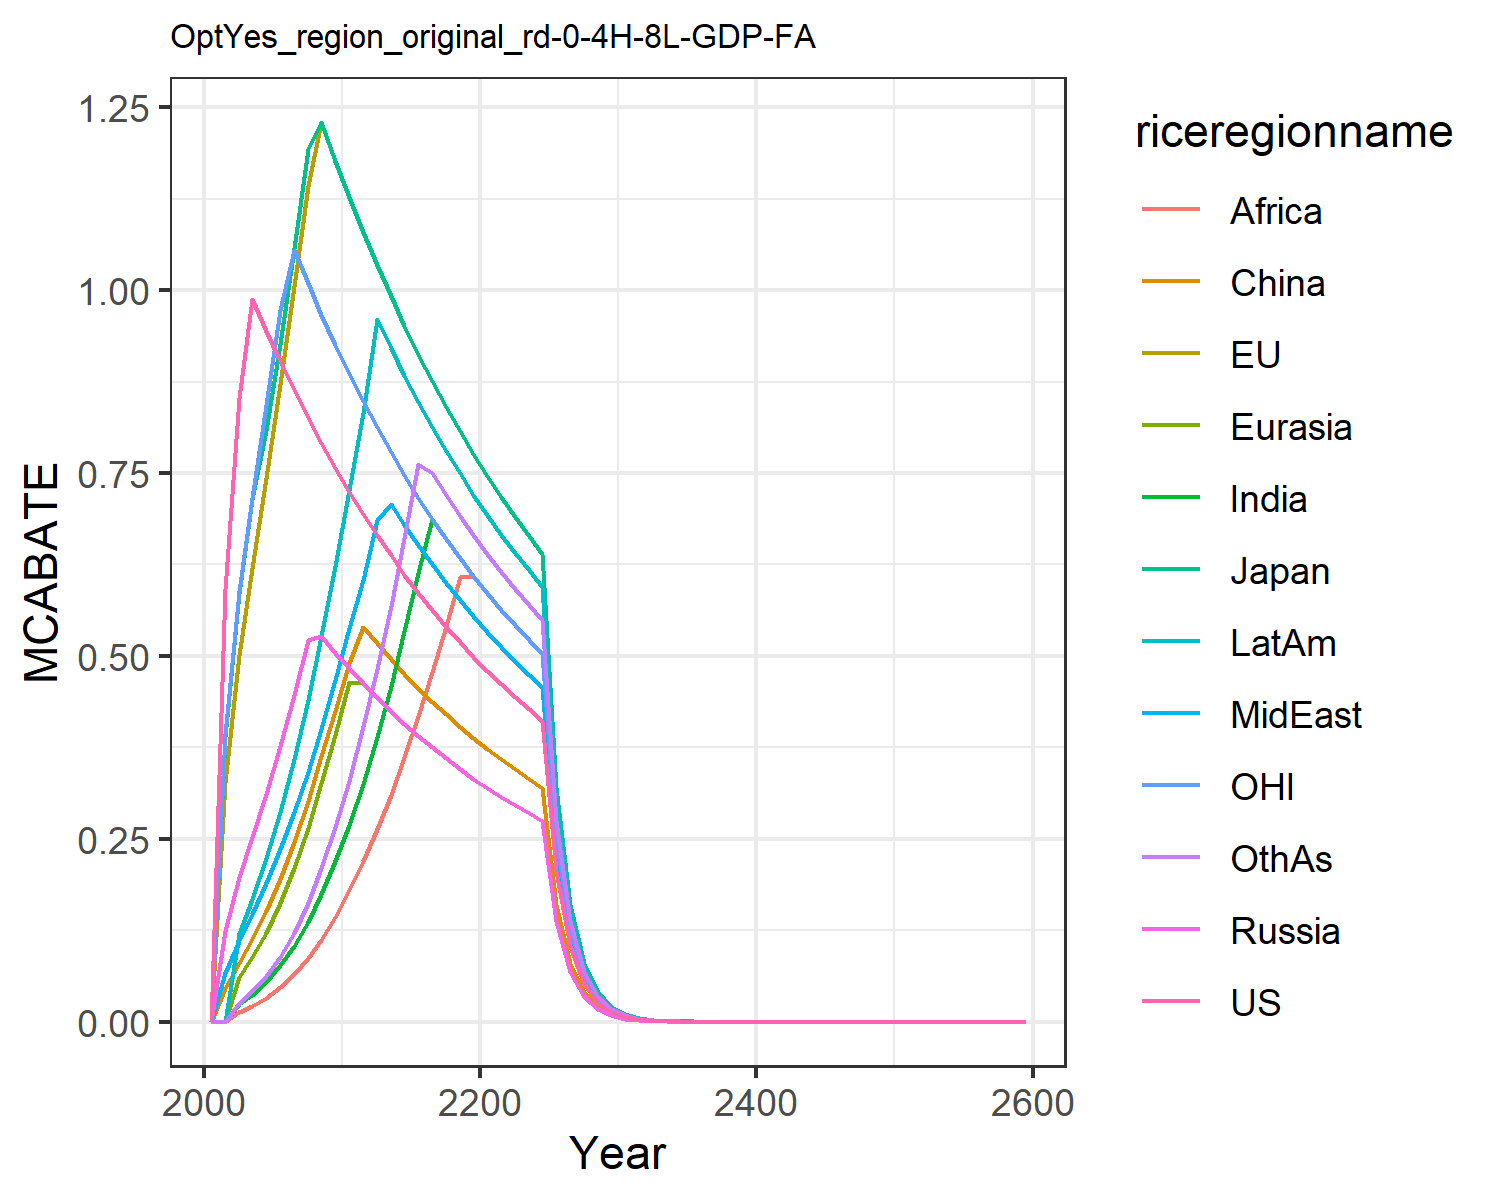 OptYes_region_original_rd-0-4H-8L-GDP-FA
1.25
1.00
0.75
0.50
0.25
0.00
MCABATE
2000 2200 2400 2600
Year
riceregionname
Africa
China
EU
Eurasia
India
Japan
LatAm
MidEast
OHI
OthAs
Russia
US